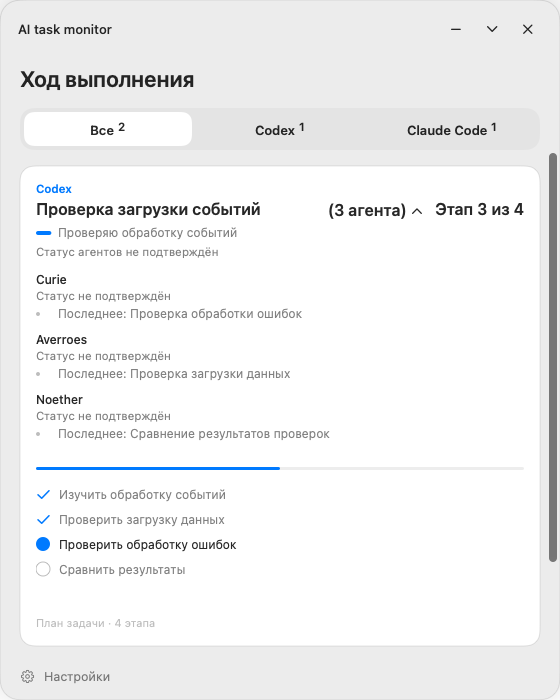 AI task monitor
Ход выполнения
Все 2
Codex 1
Claude Code 1
Codex
Проверка загрузки событий (3 агента) Этап 3 из 4
Проверяю обработку событий
Статус агентов не подтверждён
Curie
Статус не подтверждён
• Последнее: Проверка обработки ошибок
Averroes
Статус не подтверждён
• Последнее: Проверка загрузки данных
Noether
Статус не подтверждён
• Последнее: Сравнение результатов проверок
Изучить обработку событий
Проверить загрузку данных
Проверить обработку ошибок
Сравнить результаты
План задачи · 4 этапа
Настройки